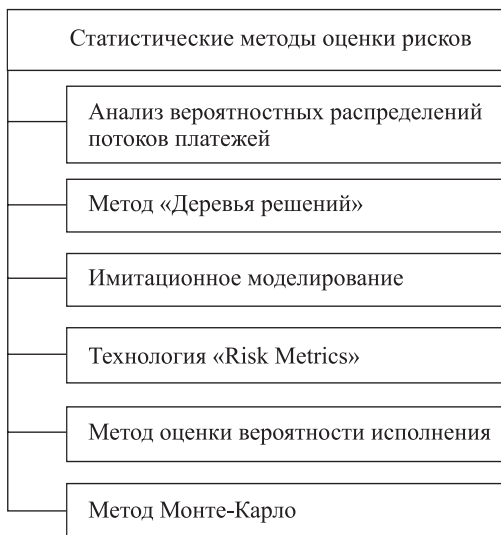 Статистические методы оценки рисков
Анализ вероятностных распределений
потоков платежей
Метод «Деревья решений»
Имитационное моделирование
Технология «Risk Metrics»
Метод оценки вероятности исполнения
Метод Монте-Карло